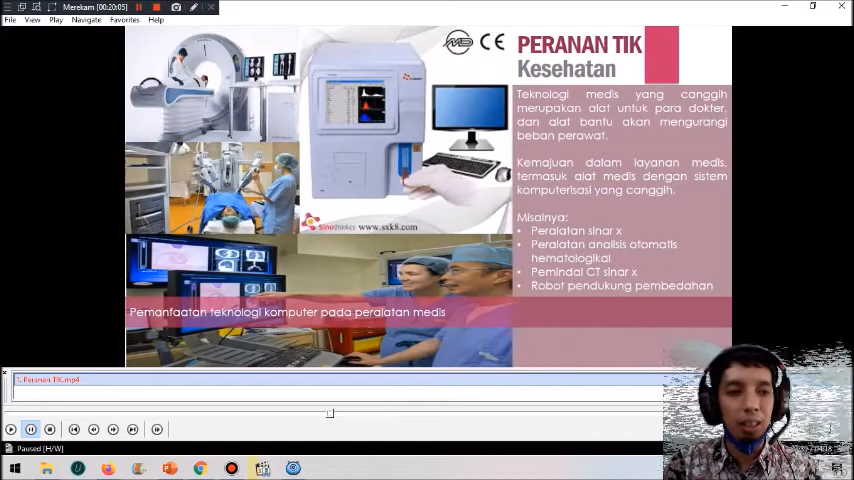 Merekam [00:20:05]
File View Play Navigate Favorites Help
CE
PERANAN TIK
Kesehatan
Teknologi medis yang canggih
merupakan alat untuk para dokter,
dan alat bantu akan mengurangi
beban perawat.
Kemajuan dalam layanan medis,
termasuk alat medis dengan sistem
komputerisasi yang canggih.
Misalnya:
• Peralatan sinar x
• Peralatan analisis otomatis
hematologikal
• Pemindai CT sinar x
• Robot pendukung pembedahan
Sinothinker www.sxk8.com
Pemanfaatan teknologi komputer pada peralatan medis
1. Peranan TIK.mp4
Paused [H/W]